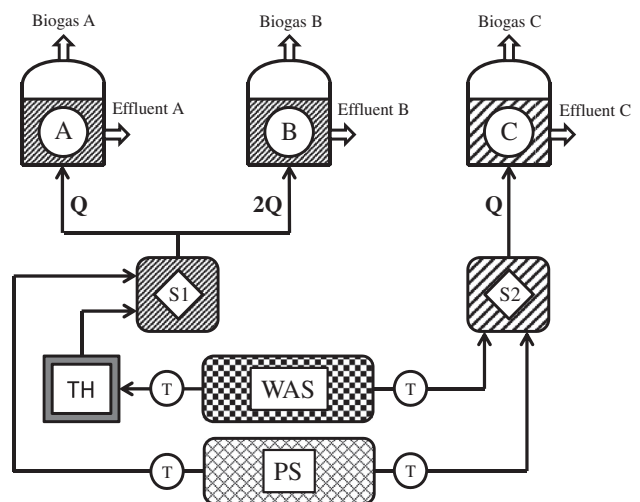 Biogas A
Biogas B
Biogas C
Effluent A
Effluent B
Effluent C
A
B
C
Q
2Q
Q
S1
S2
TH
T
WAS
T
T
PS
T